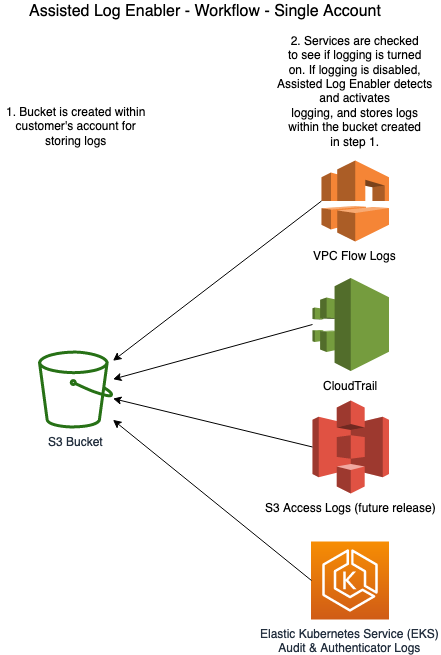 Assisted Log Enabler - Workflow - Single Account
1. Bucket is created within
customer's account for
storing logs
2. Services are checked
to see if logging is turned
on. If logging is disabled,
Assisted Log Enabler detects
and activates
logging, and stores logs
within the bucket created
in step 1.
VPC Flow Logs
CloudTrail
S3 Bucket
S3 Access Logs (future release)
K
Elastic Kubernetes Service (EKS)
Audit & Authenticator Logs